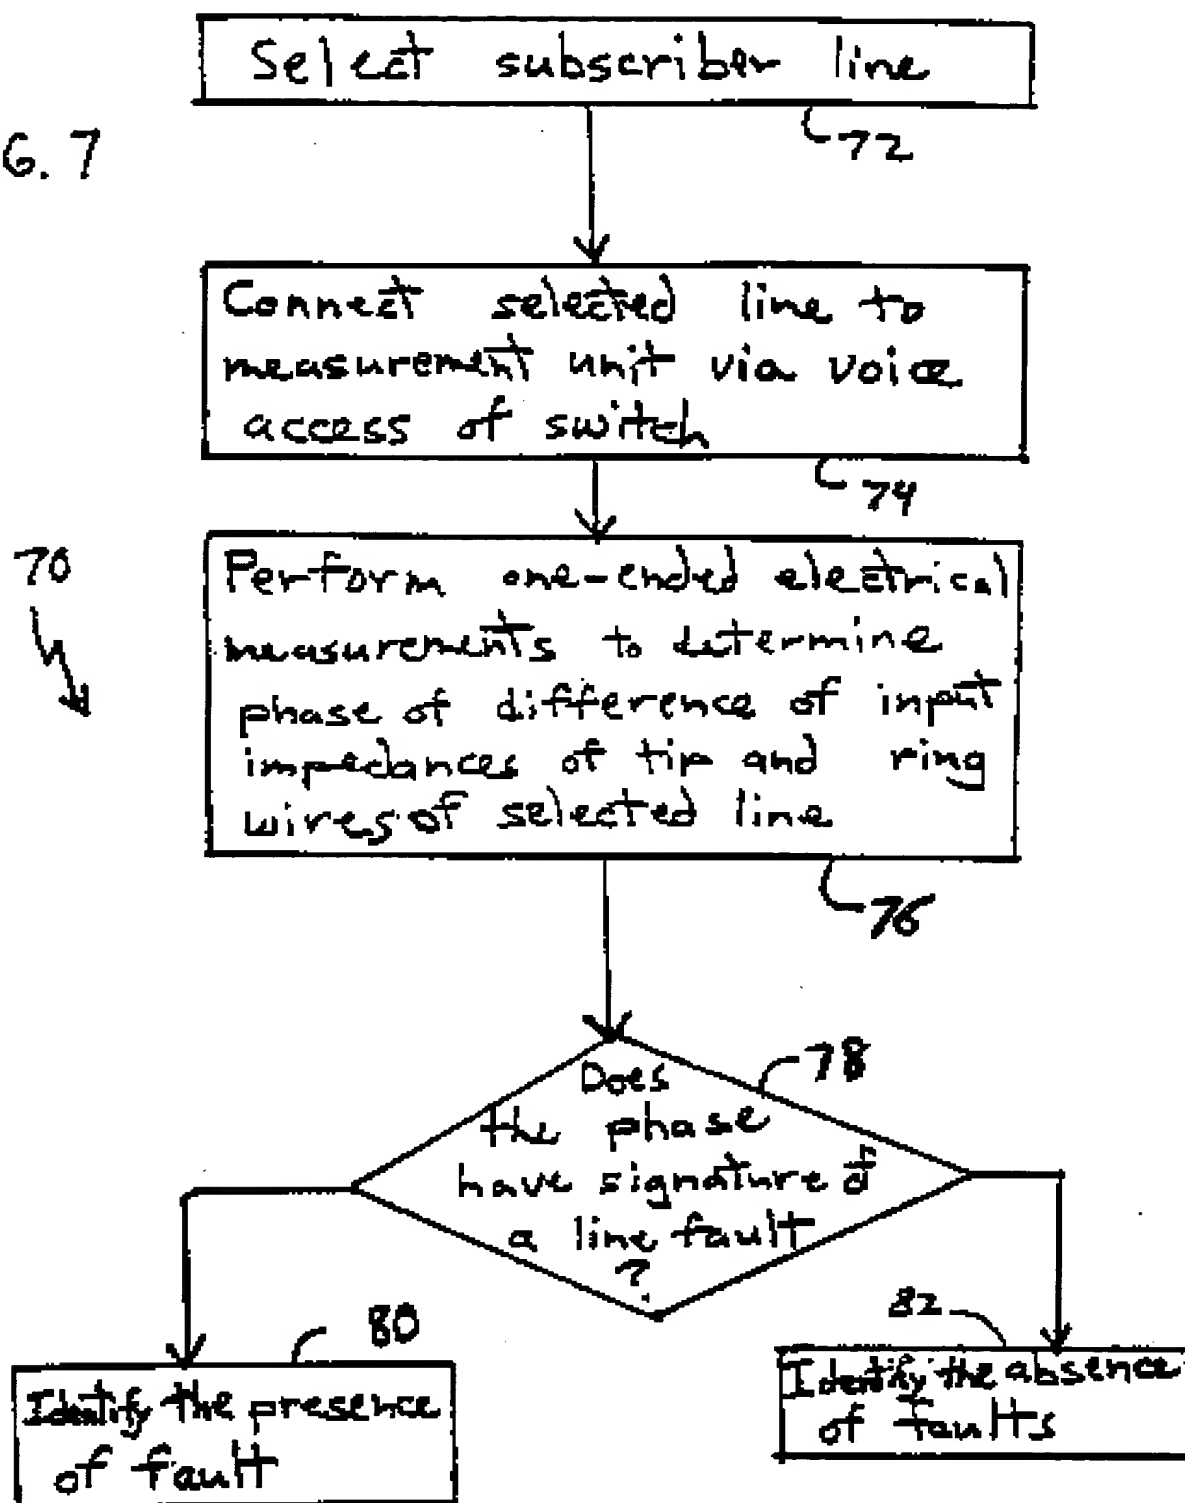 Select subscriber line
72
6.7
Connect selected line to
measurement unit via voice
access of switch
74
70
Perform one-ended electrical
measurements to determine
phase of difference of input
impedances of tip and ring
wires of selected line
76
78
Does
the phase
have signature of
a line fault
?
80
Identify the presence
of fault
82
Identify the absence
of faults